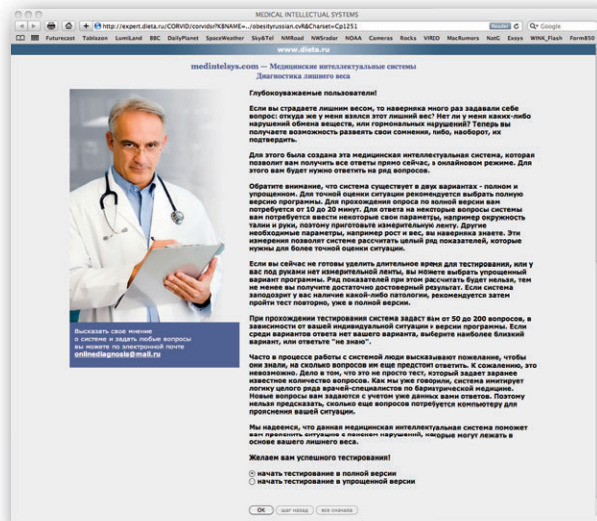 MEDICAL INTELLECTUAL SYSTEMS
http://expert.dieta.ru/CORVID/corvidsr?KBNAME=../obesityrussian.cvR&Charset=Cp1251
Reader
Google
Futurecast Tablazon LumiLand BBC DailyPlanet SpaceWeather Sky&Tel NMRoad NWSrador NOAA Cameras Rocks VIRED MacRumors NatG Exsys WINK_Flash Form850
www.dieta.ru
medintelsys.com — Медицинские интеллектуальные системы
Диагностика лишнего веса
Глубокоуважаемые пользователи!
Если вы страдаете лишним весом, то наверняка много раз задавали себе
вопрос: откуда же у меня взялся этот лишний вес? Нет ли у меня каких-либо
нарушений обмена веществ, или гормональных нарушений? Теперь вы
получаете возможность развеять свои сомнения, либо, наоборот, их
подтвердить.
Для этого была создана эта медицинская интеллектуальная система, которая
позволит вам получить все ответы прямо сейчас, в онлайновом режиме. Для
этого вам будет нужно ответить на ряд вопросов.
Обратите внимание, что система существует в двух вариантах - полном и
упрощенном. Для точной оценки ситуации рекомендуется выбрать полную
версию программы. Для прохождения опроса по полной версии вам
потребуется от 10 до 20 минут. Для ответа на некоторые вопросы системы
вам потребуется ввести некоторые свои параметры, например окружность
талии и руки, поэтому приготовьте измерительную ленту. Другие
необходимые параметры, например рост и вес, вы наверняка знаете. Эти
измерения позволят системе рассчитать целый ряд показателей, которые
нужны для более точной оценки ситуации.
Если вы сейчас не готовы уделить длительное время для тестирования, или у
вас под руками нет измерительной ленты, вы можете выбрать упрощенный
вариант программы. Ряд показателей при этом рассчитать будет нельзя, тем
не менее вы получите достаточно достоверный результат. Если система
заподозрит у вас наличие какой-либо патологии, рекомендуется затем
пройти тест повторно, уже в полной версии.
При прохождении тестирования система задаст вам от 50 до 200 вопросов, в
зависимости от вашей индивидуальной ситуации и версии программы. Если
среди вариантов ответа нет вашего варианта, выберите наиболее близкий
вариант, или ответьте "не знаю".
Часто в процессе работы с системой люди высказывают пожелание, чтобы
они знали, на сколько вопросов им еще предстоит ответить. К сожалению, это
невозможно. Дело в том, что это не просто тест, который задает заранее
известное количество вопросов. Как мы уже говорили, система имитирует
логику целого ряда врачей-специалистов по бариатрической медицине.
Новые вопросы вам задаются с учетом уже данных вами ответов. Поэтому
нельзя предсказать, сколько еще вопросов потребуется компьютеру для
прояснения вашей ситуации.
Мы надеемся, что данная медицинская интеллектуальная система поможет
вам прояснить ситуацию с поиском нарушений, которые могут лежать в
основе вашего лишнего веса.
Желаем вам успешного тестирования!
начать тестирование в полной версии
начать тестирование в упрощенной версии
OK шаг назад все сначала
Высказать свое мнение
о системе и задать любые вопросы
вы можете по электронной почте
onlinediagnosis@mail.ru